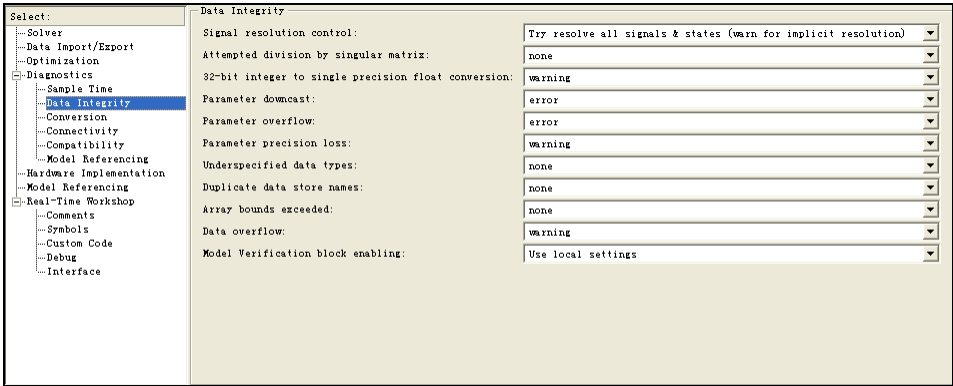 Select:
Solver
Data Import/Export
Optimization
Diagnostics
Sample Time
Data Integrity
Conversion
Connectivity
Compatibility
Model Referencing
Hardware Implementation
Model Referencing
Real-Time Workshop
Comments
Symbols
Custom Code
Debug
Interface
Data Integrity
Signal resolution control: Try resolve all signals & states (warn for implicit resolution)
Attempted division by singular matrix: none
32-bit integer to single precision float conversion: warning
Parameter downcast: error
Parameter overflow: error
Parameter precision loss: warning
Underspecified data types: none
Duplicate data store names: none
Array bounds exceeded: none
Data overflow: warning
Model Verification block enabling: Use local settings